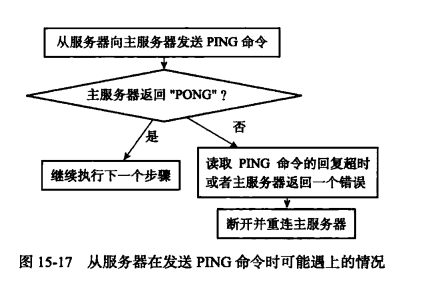 从服务器向主服务器发送 PING 命令
主服务器返回 "PONG"？
是
否
继续执行下一个步骤
读取 PING 命令的回复超时
或者主服务器返回一个错误
断开并重连主服务器
图 15-17 从服务器在发送 PING 命令时可能遇上的情况